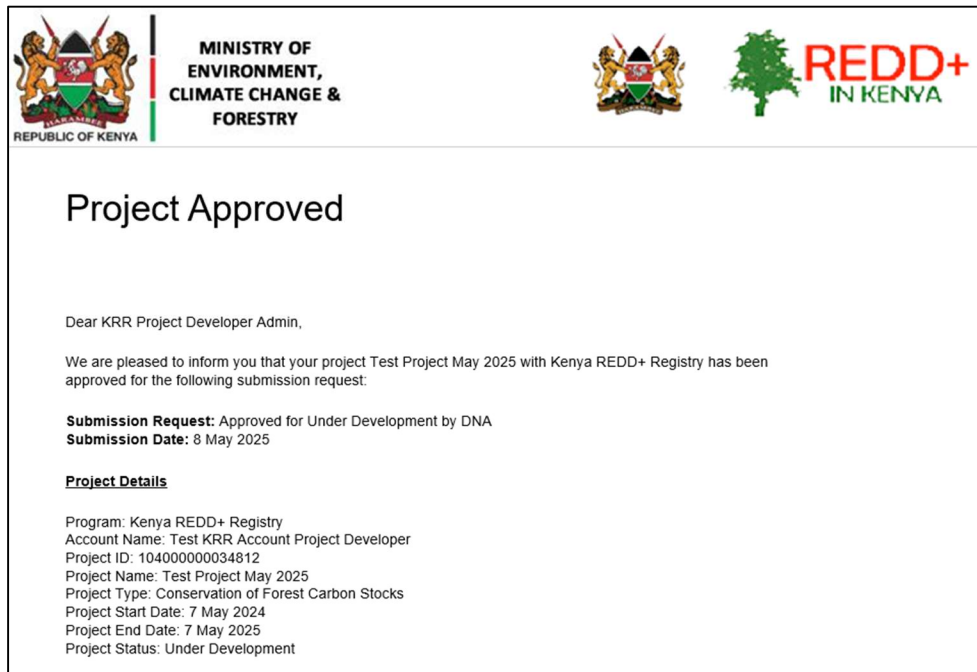 MINISTRY OF
ENVIRONMENT,
CLIMATE CHANGE &
FORESTRY
HARAMBEE
REPUBLIC OF KENYA
REDD+
IN KENYA
Project Approved
Dear KRR Project Developer Admin,
We are pleased to inform you that your project Test Project May 2025 with Kenya REDD+ Registry has been
approved for the following submission request:
Submission Request: Approved for Under Development by DNA
Submission Date: 8 May 2025
Project Details
Program: Kenya REDD+ Registry
Account Name: Test KRR Account Project Developer
Project ID: 104000000034812
Project Name: Test Project May 2025
Project Type: Conservation of Forest Carbon Stocks
Project Start Date: 7 May 2024
Project End Date: 7 May 2025
Project Status: Under Development